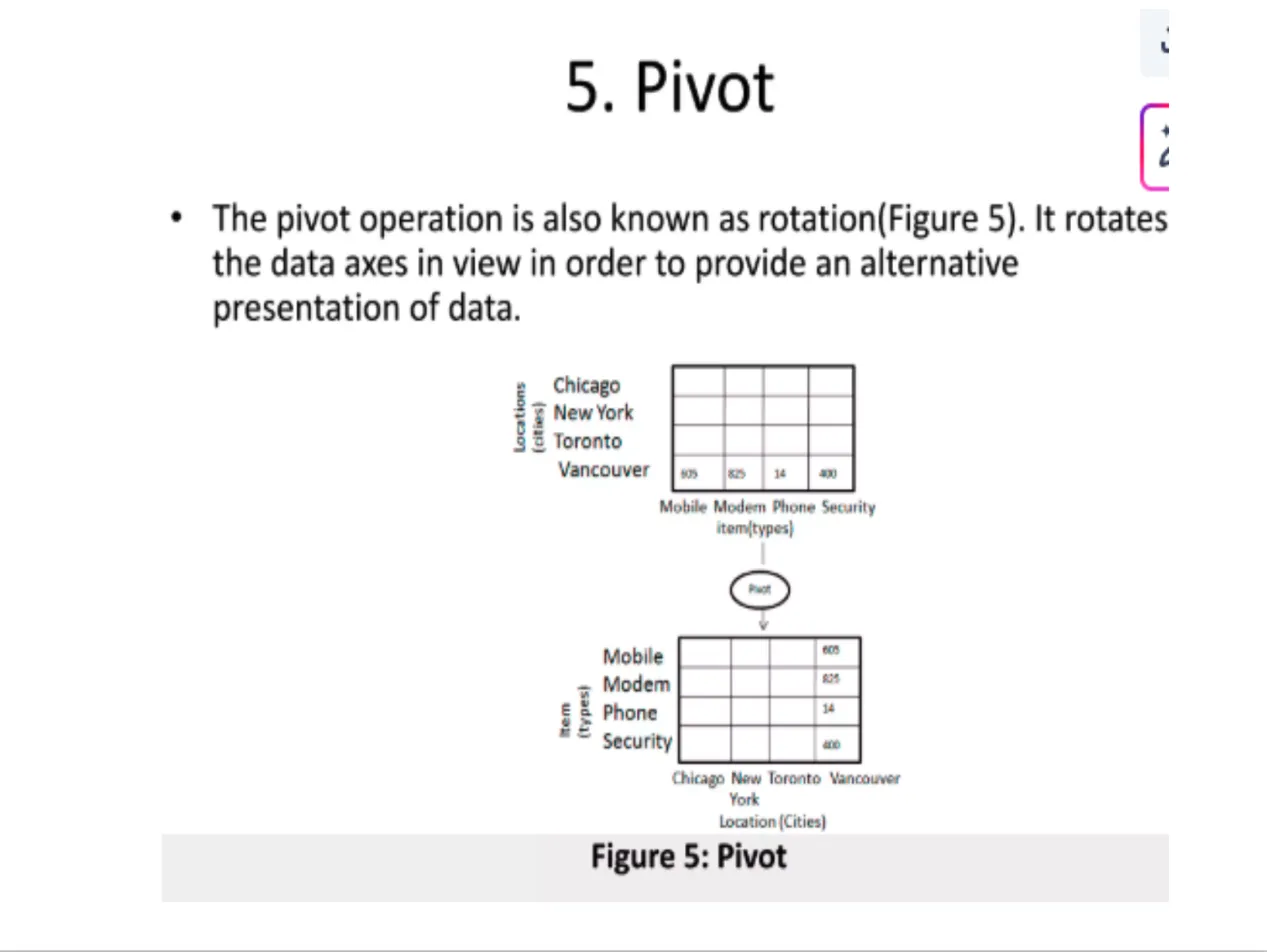 5. Pivot
• The pivot operation is also known as rotation(Figure 5). It rotates
the data axes in view in order to provide an alternative
presentation of data.
Locations
(cities)
Chicago
New York
Toronto
Vancouver
605 825 14 400
Mobile Modem Phone Security
item(types)
Pivot
Item
(types)
Mobile 605
Modem 825
Phone 14
Security 400
Chicago New Toronto Vancouver
York
Location (Cities)
Figure 5: Pivot